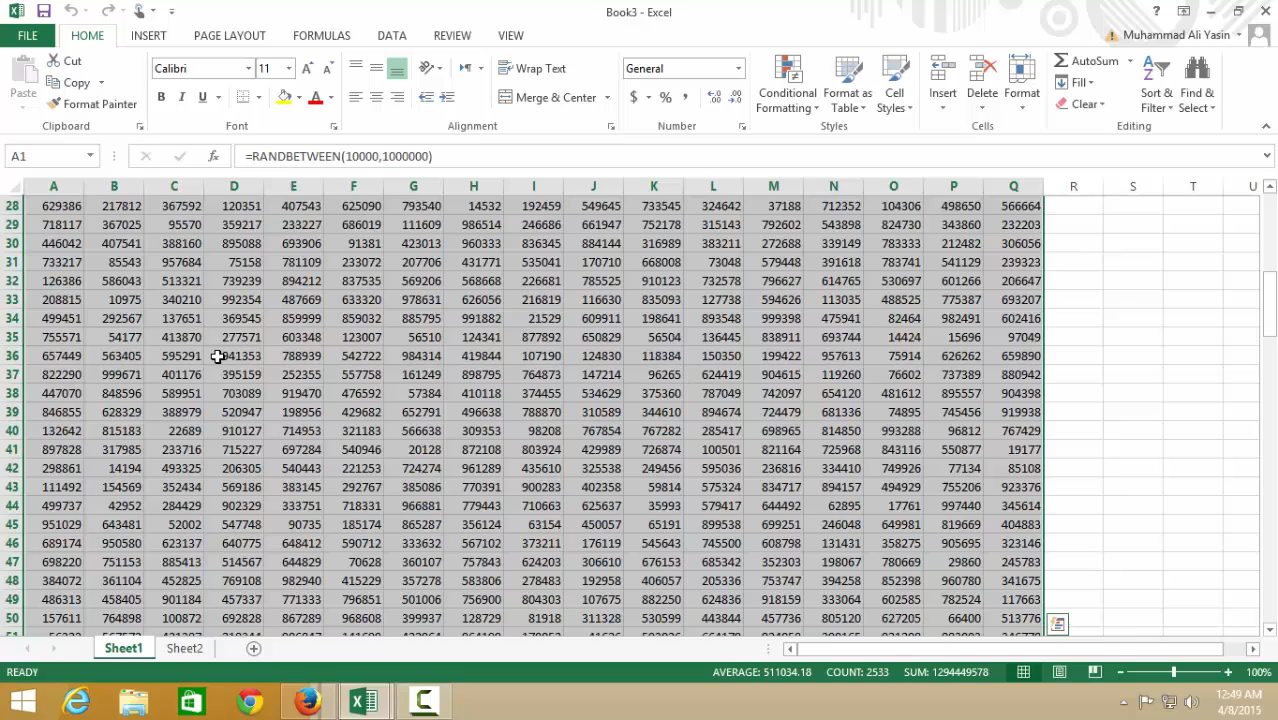 Book3 - Excel
FILE HOME INSERT PAGE LAYOUT FORMULAS DATA REVIEW VIEW Muhammad Ali Yasin
Paste Cut Copy Format Painter Clipboard
Calibri 11 B I U A Font
Wrap Text Merge & Center Alignment
General $ % , Number
Conditional Formatting Format as Table Cell Styles Styles
Insert Delete Format Cells
AutoSum Fill Clear Sort & Filter Find & Select Editing
A1 fx =RANDBETWEEN(10000,1000000)
A B C D E F G H I J K L M N O P Q R S T U
28 629386 217812 367592 120351 407543 625090 793540 14532 192459 549645 733545 324642 37188 712352 104306 498650 566664
29 718117 367025 95570 359217 233227 686019 111609 986514 246686 661947 752178 315143 792602 543898 824730 343860 232203
30 446042 407541 388160 895088 693906 91381 423013 960333 836345 884144 316989 383211 272688 339149 783333 212482 306056
31 733217 85543 957684 75158 781109 233072 207706 431771 535041 170710 668008 73048 579448 391618 783741 541129 239323
32 126386 586043 513321 739239 894212 837535 569206 568668 226681 785525 910123 730632 796627 614765 530697 601266 206647
33 208815 10975 340210 992354 487669 633320 978631 626056 216819 116630 835093 127738 594626 113035 488525 775387 693207
34 499451 292567 137651 369545 859999 859032 885795 991882 21529 609911 198641 893548 999398 475941 82464 982491 602416
35 755571 54177 413870 277571 603348 123007 56510 124341 877892 650829 56504 136445 838911 693744 14424 15696 97049
36 657449 563405 595291 941353 788939 542722 984314 419844 107190 124830 118384 150350 199422 957613 75914 626262 659890
37 822290 999671 401176 395159 252355 557758 161249 898795 764873 147214 96265 624419 904615 119260 76602 737389 880942
38 447070 848596 589951 703089 919470 476592 57384 410118 374455 534629 375360 787049 742097 654120 481612 895557 904398
39 846855 628329 388979 520947 198956 429682 652791 496638 788870 310589 344610 894674 724479 681336 74895 745456 919938
40 132642 815183 22689 910127 714953 321183 566638 309353 98208 767854 767282 285417 698965 814850 993288 96812 767429
41 897828 317985 233716 715227 697284 540946 20128 872108 803924 429989 726874 100501 821164 725968 843116 550877 19177
42 298861 14194 493325 206305 540443 221253 724274 961289 435610 325538 249456 595036 236816 334410 749926 77134 85108
43 111492 154569 352434 569186 383145 292767 385086 770391 900283 402358 59814 575324 834717 894157 494929 755206 923376
44 499737 42952 284429 902329 333751 718331 966881 779443 710663 625637 35993 579417 644492 62895 17761 997440 345614
45 951029 643481 52002 547748 90735 185174 865287 356124 63154 450057 65191 899538 699251 246048 649981 819669 404883
46 689174 950580 623137 640775 648412 590712 333632 567102 373211 176119 545643 745500 608798 131431 358275 905695 323146
47 698220 751153 885413 514567 644829 70628 360107 757843 624203 306610 676153 685342 352303 198067 780669 29860 245783
48 384072 361104 452825 769108 982940 415229 357278 583806 278483 192958 406057 205336 753747 394258 852398 960780 341675
49 486313 458405 901184 457337 771333 796851 501006 756900 804303 107675 882250 624836 918159 333064 602585 782524 117663
50 157611 764898 100872 692828 871289 968608 399937 128729 81918 311328 530599 443844 457736 805091 627205 66400 513776
Sheet1 Sheet2
READY AVERAGE: 511034.18 COUNT: 2533 SUM: 1294449578 100%
12:49 AM
4/8/2015